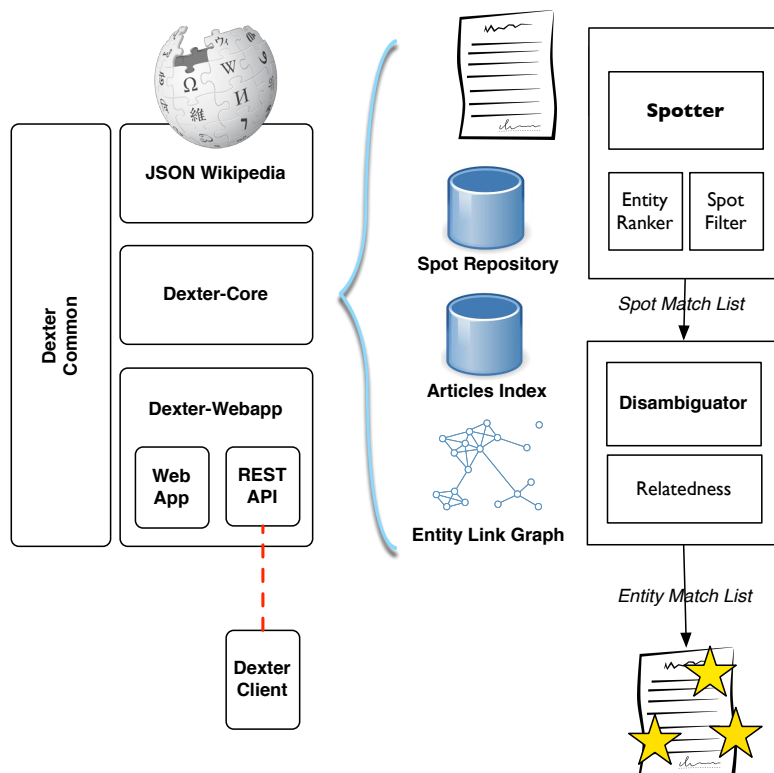 Ω
W
И
維
JSON Wikipedia
Dexter
Common
Dexter-Core
Dexter-Webapp
Web
App
REST
API
Dexter
Client
Spot Repository
Articles Index
Entity Link Graph
Spotter
Entity
Ranker
Spot
Filter
Spot Match List
Disambiguator
Relatedness
Entity Match List